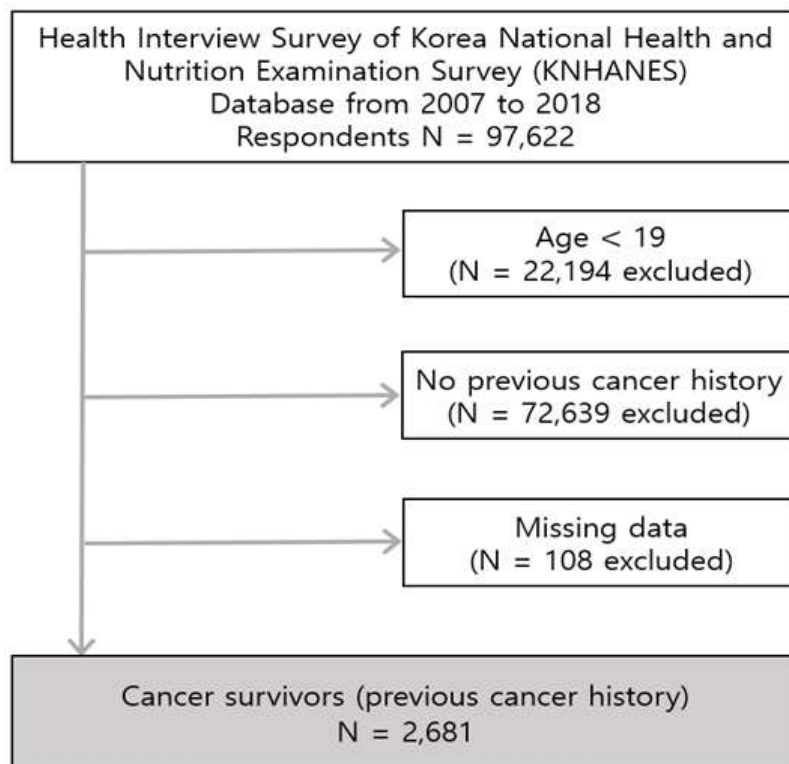 Health Interview Survey of Korea National Health and
Nutrition Examination Survey (KNHANES)
Database from 2007 to 2018
Respondents N = 97,622
Age < 19
(N = 22,194 excluded)
No previous cancer history
(N = 72,639 excluded)
Missing data
(N = 108 excluded)
Cancer survivors (previous cancer history)
N = 2,681